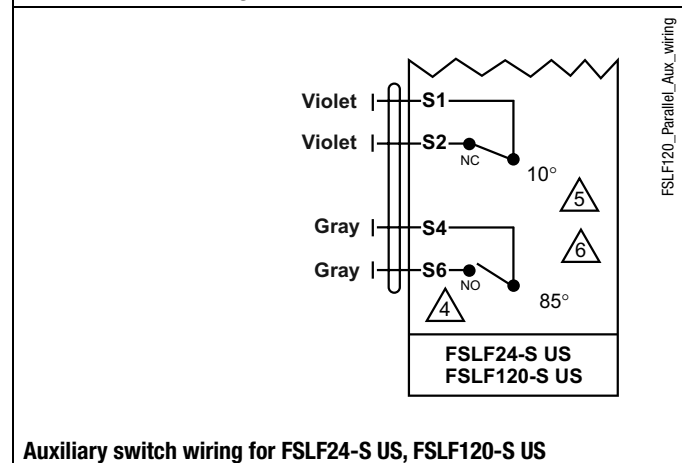 Violet
S1
Violet
S2
NC
10°
5
Gray
S4
6
Gray
S6
NO
4
85°
FSLF24-S US
FSLF120-S US
FSLF120_Parallel_Aux_wiring
Auxiliary switch wiring for FSLF24-S US, FSLF120-S US